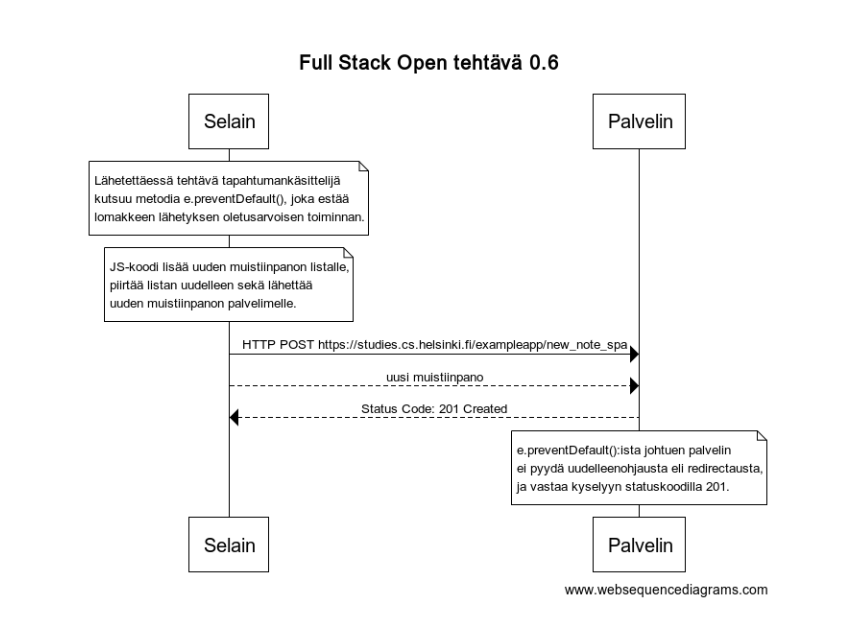 Full Stack Open tehtävä 0.6
Selain
Palvelin
Lähetettäessä tehtävä tapahtumankäsittelijä
kutsuu metodia e.preventDefault(), joka estää
lomakkeen lähetyksen oletusarvoisen toiminnan.
JS-koodi lisää uuden muistiinpanon listalle,
piirtää listan uudelleen sekä lähettää
uuden muistiinpanon palvelimelle.
HTTP POST https://studies.cs.helsinki.fi/exampleapp/new_note_spa
uusi muistiinpano
Status Code: 201 Created
e.preventDefault():ista johtuen palvelin
ei pyydä uudelleenohjausta eli redirectausta,
ja vastaa kyselyyn statuskoodilla 201.
Selain
Palvelin
www.websequencediagrams.com